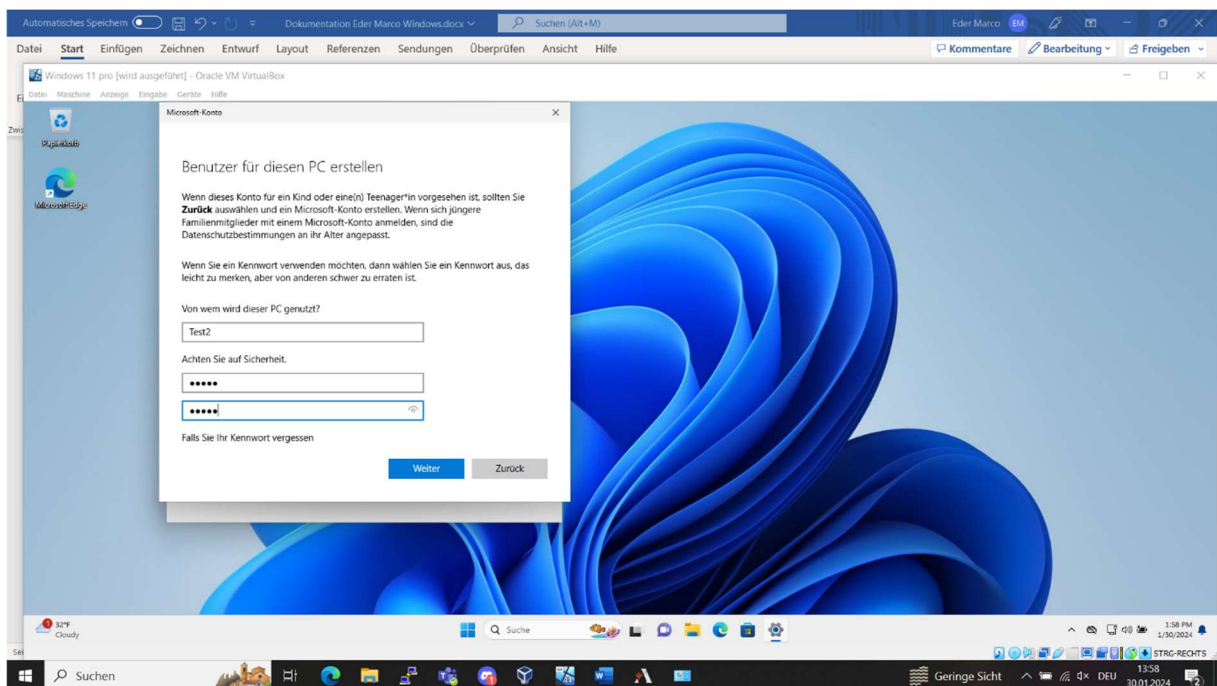 Automatisches Speichern
Dokumentation Eder Marco Windows.docx
Suchen (Alt+M)
Eder Marco
EM
Datei Start Einfügen Zeichnen Entwurf Layout Referenzen Sendungen Überprüfen Ansicht Hilfe
Kommentare
Bearbeitung
Freigeben
Windows 11 pro [wird ausgeführt] - Oracle VM VirtualBox
Datei Maschine Anzeige Eingabe Geräte Hilfe
Zwis
Papierkorb
Microsoft Edge
Microsoft-Konto
Benutzer für diesen PC erstellen
Wenn dieses Konto für ein Kind oder eine(n) Teenager*in vorgesehen ist, sollten Sie
Zurück auswählen und ein Microsoft-Konto erstellen. Wenn sich jüngere
Familienmitglieder mit einem Microsoft-Konto anmelden, sind die
Datenschutzbestimmungen an ihr Alter angepasst.
Wenn Sie ein Kennwort verwenden möchten, dann wählen Sie ein Kennwort aus, das
leicht zu merken, aber von anderen schwer zu erraten ist.
Von wem wird dieser PC genutzt?
Test2
Achten Sie auf Sicherheit.
•••••
•••••
Falls Sie Ihr Kennwort vergessen
Weiter
Zurück
1
32°F
Cloudy
Suche
1:58 PM
1/30/2024
STRG-RECHTS
Suchen
Geringe Sicht
DEU
13:58
30.01.2024
2